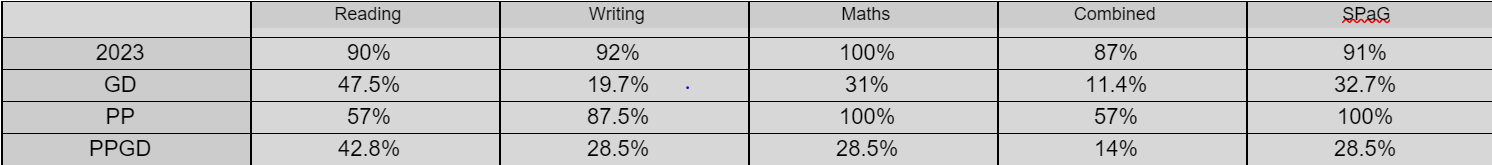 Reading Writing Maths Combined SPaG
2023 90% 92% 100% 87% 91%
GD 47.5% 19.7% 31% 11.4% 32.7%
PP 57% 87.5% 100% 57% 100%
PPGD 42.8% 28.5% 28.5% 14% 28.5%